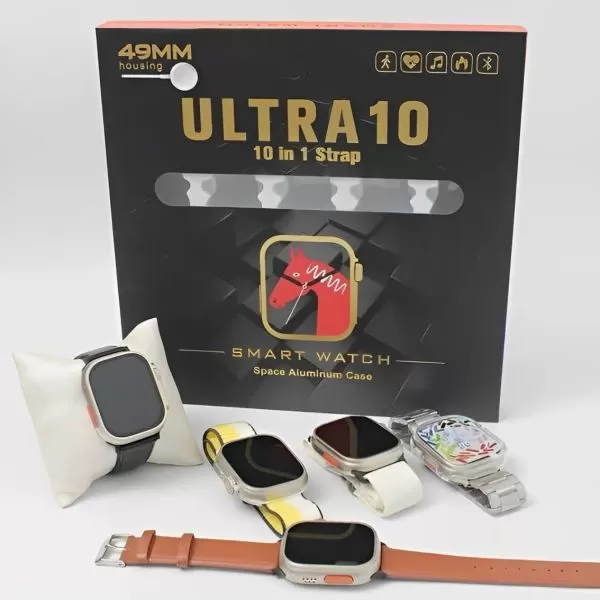 49MM
housing
ULTRA10
10 in 1 Strap
SMART WATCH
Space Aluminum Case